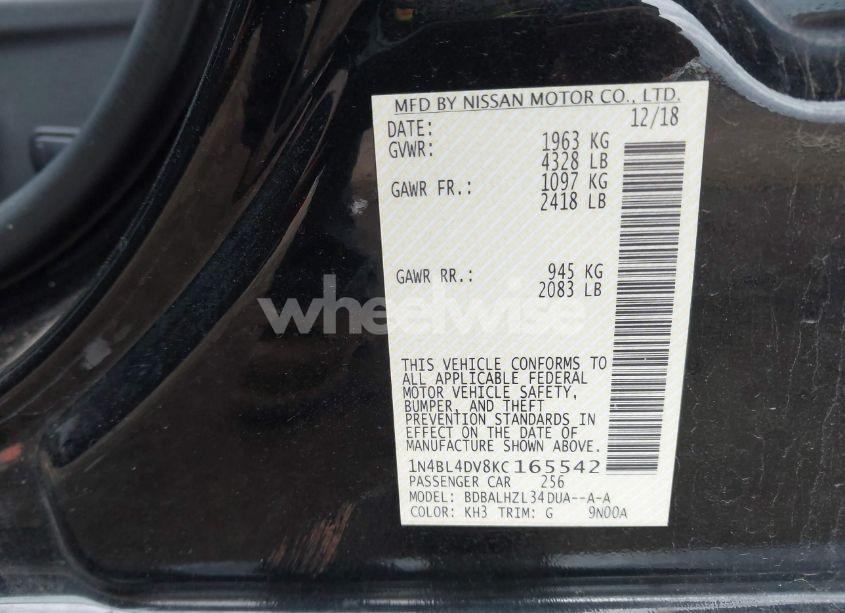 MFD BY NISSAN MOTOR CO., LTD.
DATE: 12/18
GVWR: 1963 KG
4328 LB
GAWR FR.: 1097 KG
2418 LB
GAWR RR.: 945 KG
2083 LB
wheelwise
THIS VEHICLE CONFORMS TO
ALL APPLICABLE FEDERAL
MOTOR VEHICLE SAFETY,
BUMPER, AND THEFT
PREVENTION STANDARDS IN
EFFECT ON THE DATE OF
MANUFACTURE SHOWN ABOVE.
1N4BL4DV8KC165542
PASSENGER CAR 256
MODEL: BDBALHZL34DUA--A-A
COLOR: KH3 TRIM: G 9N00A